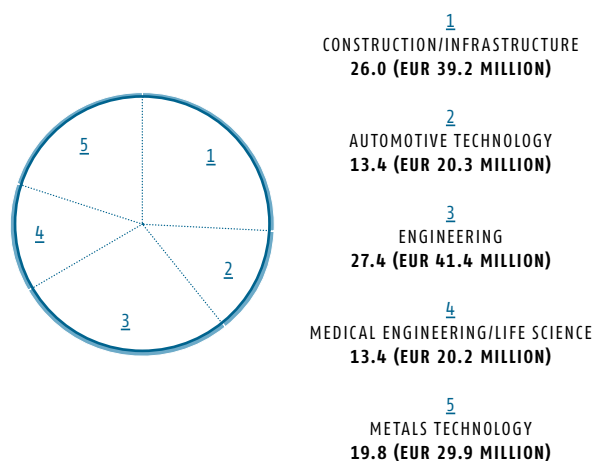 1
CONSTRUCTION/INFRASTRUCTURE
26.0 (EUR 39.2 MILLION)
2
AUTOMOTIVE TECHNOLOGY
13.4 (EUR 20.3 MILLION)
3
ENGINEERING
27.4 (EUR 41.4 MILLION)
4
MEDICAL ENGINEERING/LIFE SCIENCE
13.4 (EUR 20.2 MILLION)
5
METALS TECHNOLOGY
19.8 (EUR 29.9 MILLION)
5
1
4
2
3